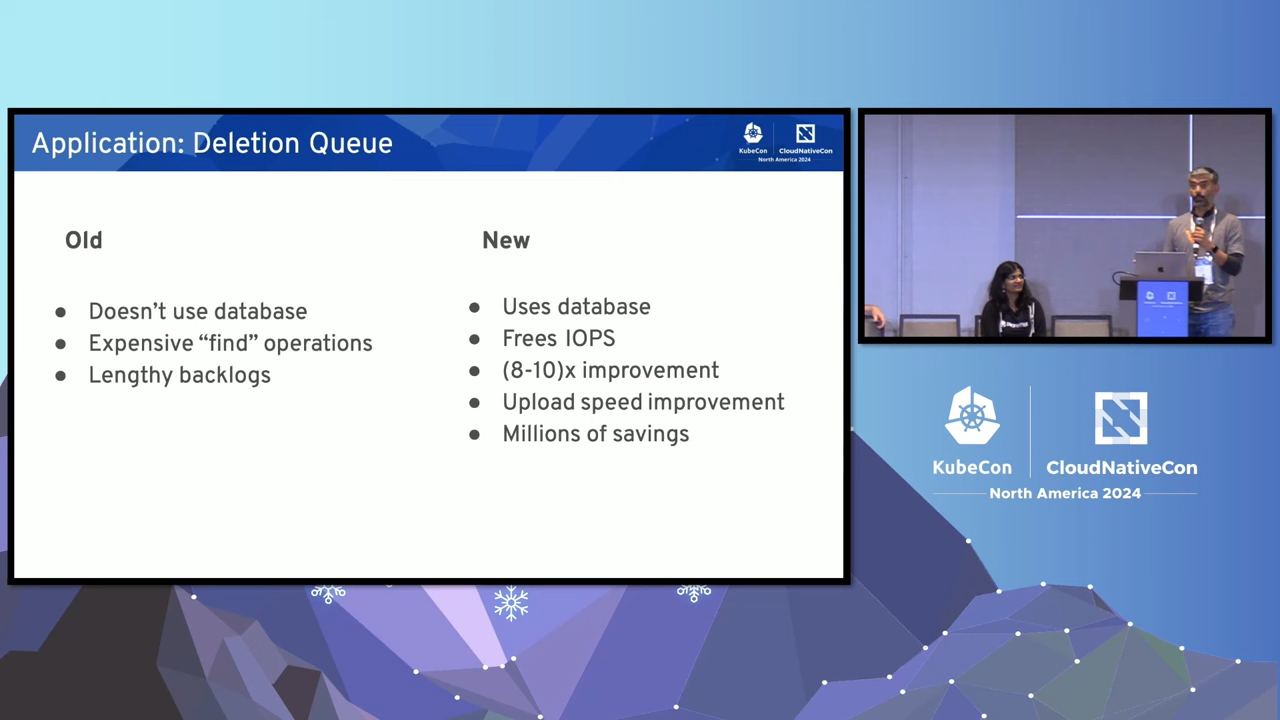 Application: Deletion Queue
KubeCon
CloudNativeCon
North America 2024
Old
Doesn’t use database
Expensive “find” operations
Lengthy backlogs
New
Uses database
Frees IOPS
(8-10)x improvement
Upload speed improvement
Millions of savings
KubeCon
CloudNativeCon
North America 2024